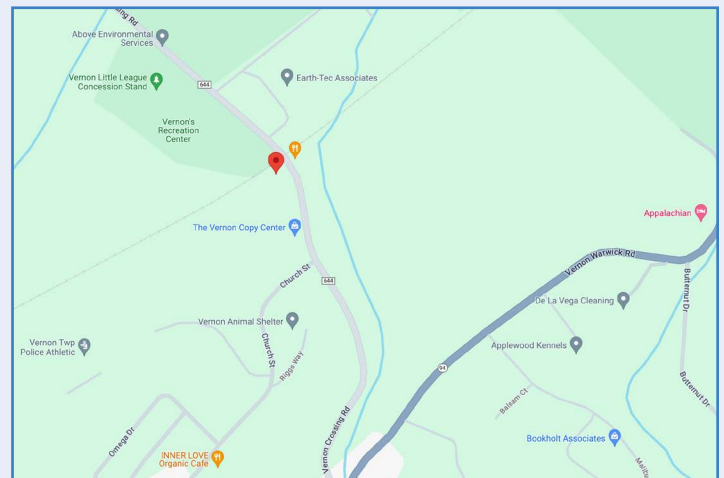 ng Rd
Above Environmental
Services
644
Vernon Little League
Concession Stand
Earth-Tec Associates
Vernon's
Recreation
Center
Appalachian
The Vernon Copy Center
Vernon Warwick Rd
Church St
644
Butternut Dr
De La Vega Cleaning
Vernon Animal Shelter
Vernon Twp
Police Athletic
Church St
Riggs Way
Applewood Kennels
94
Butternut Dr
Balsam Ct
Omega Dr
Vernon Crossing Rd
Bookholt Associates
INNER LOVE
Organic Cafe
Malibu